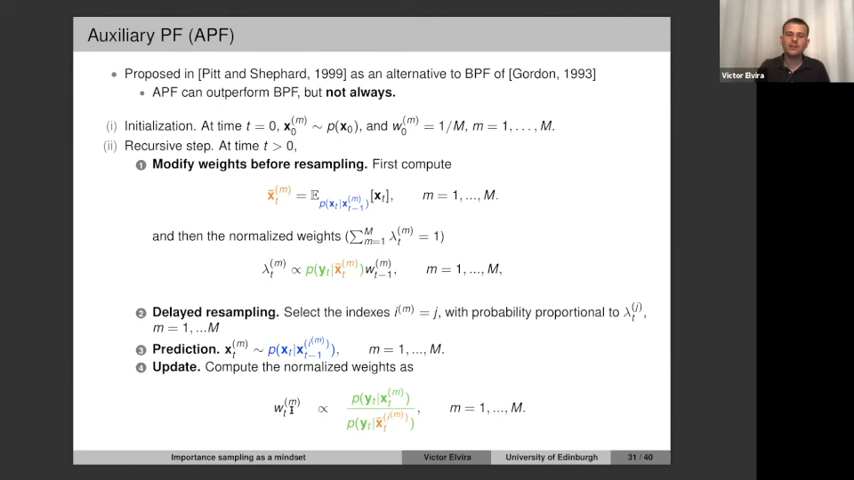 Auxiliary PF (APF)
• Proposed in [Pitt and Shephard, 1999] as an alternative to BPF of [Gordon, 1993]
• APF can outperform BPF, but not always.
(i) Initialization. At time t = 0, x_0^(m) ∼ p(x_0), and w_0^(m) = 1/M, m = 1, . . . , M.
(ii) Recursive step. At time t > 0,
1 Modify weights before resampling. First compute
x̄_t^(m) = 𝔼_{p(x_t|x_{t−1}^(m))}[x_t], m = 1, ..., M.
and then the normalized weights (∑_{m=1}^M λ_t^(m) = 1)
λ_t^(m) ∝ p(y_t|x̄_t^(m))w_{t−1}^(m), m = 1, ..., M,
2 Delayed resampling. Select the indexes i^(m) = j, with probability proportional to λ_t^(j),
m = 1, ...M
3 Prediction. x_t^(m) ∼ p(x_t|x_{t−1}^(i^(m))), m = 1, ..., M.
4 Update. Compute the normalized weights as
w_t^(m) ∝ p(y_t|x_t^(m)) / p(y_t|x̄_t^(i^(m))), m = 1, ..., M.
Importance sampling as a mindset Víctor Elvira University of Edinburgh 31 / 40
Víctor Elvira